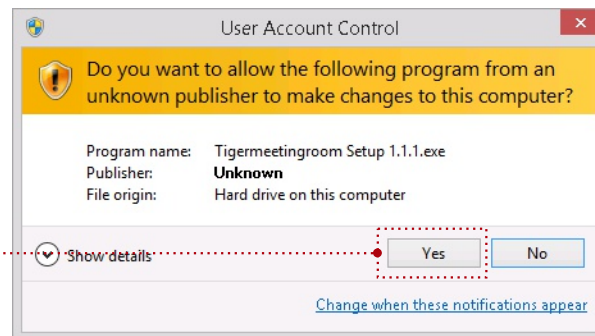 User Account Control
Do you want to allow the following program from an
unknown publisher to make changes to this computer?
Program name: Tigermeetingroom Setup 1.1.1.exe
Publisher: Unknown
File origin: Hard drive on this computer
Show details Yes No
Change when these notifications appear